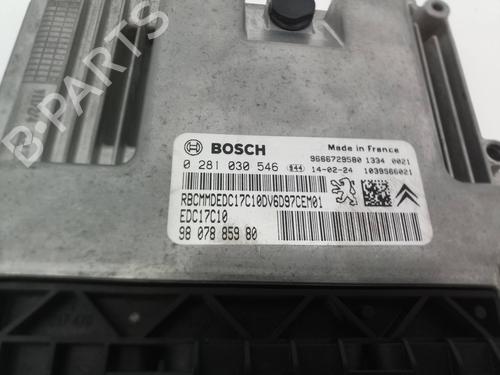 BOSCH
Made in France
0 281 030 546
9666729580 1334 0021
14-02-24 1039S66021
RBCMMDEDC17C10DV6D97CEM01
EDC17C10
98 078 859 80